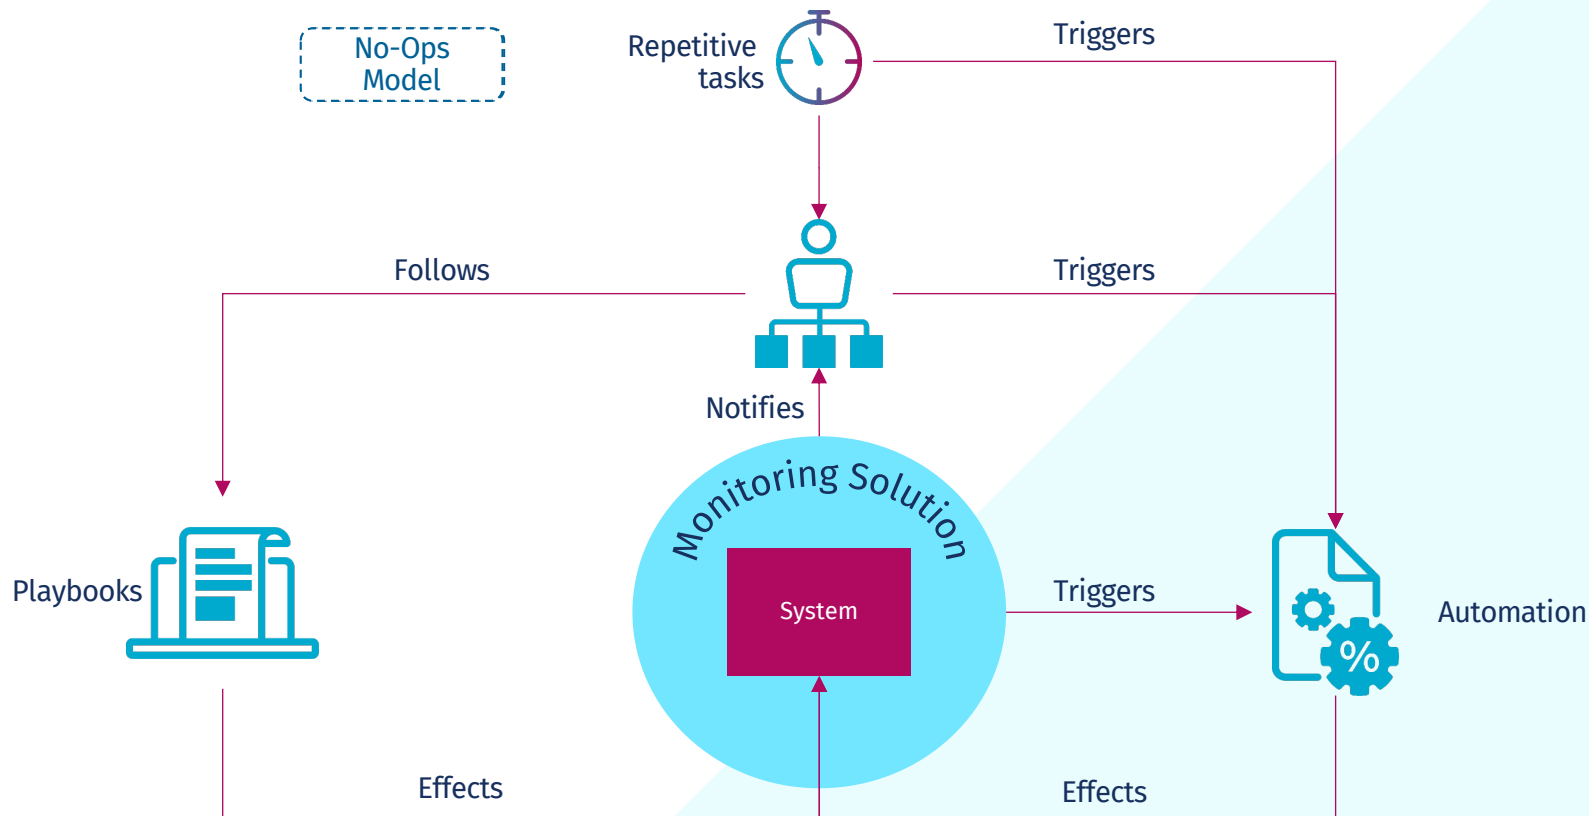 No-Ops
Model
Repetitive
tasks
Triggers
Follows
Triggers
Notifies
Monitoring Solution
System
Playbooks
Triggers
Automation
%
Effects
Effects